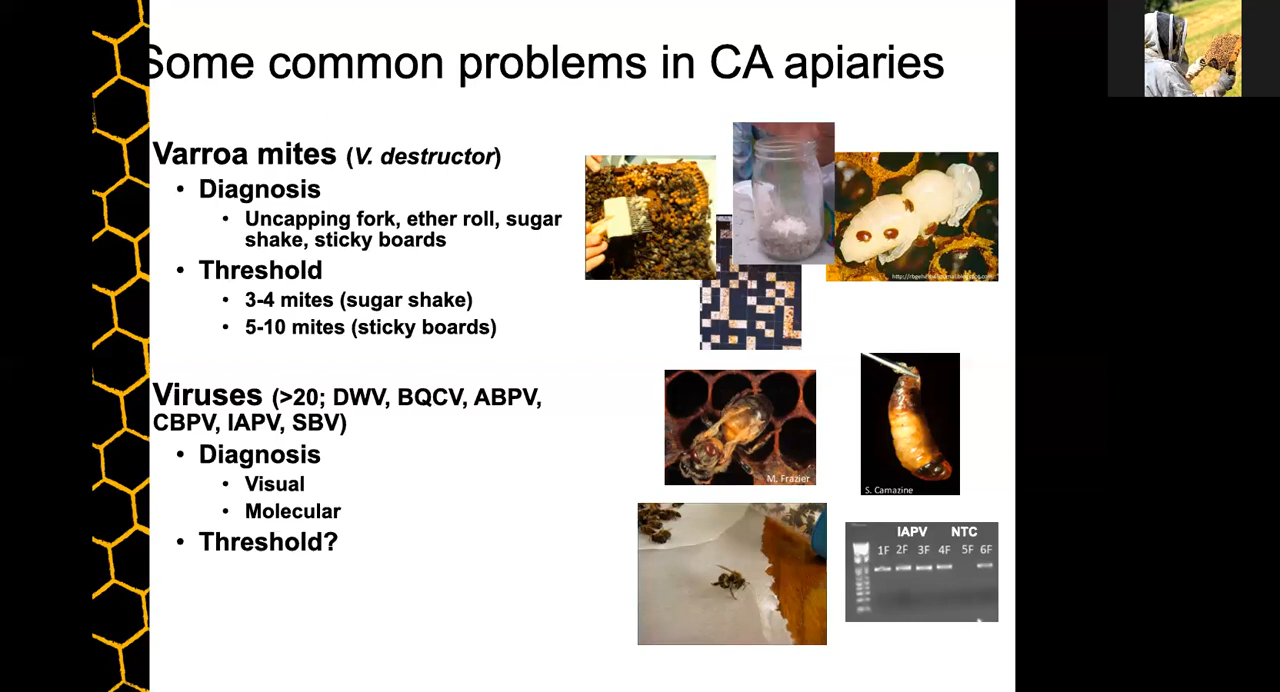 Some common problems in CA apiaries
Varroa mites (V. destructor)
• Diagnosis
• Uncapping fork, ether roll, sugar
shake, sticky boards
• Threshold
• 3-4 mites (sugar shake)
• 5-10 mites (sticky boards)
Viruses (>20; DWV, BQCV, ABPV,
CBPV, IAPV, SBV)
• Diagnosis
• Visual
• Molecular
• Threshold?
M. Frazier
S. Camazine
IAPV NTC
1F 2F 3F 4F 5F 6F